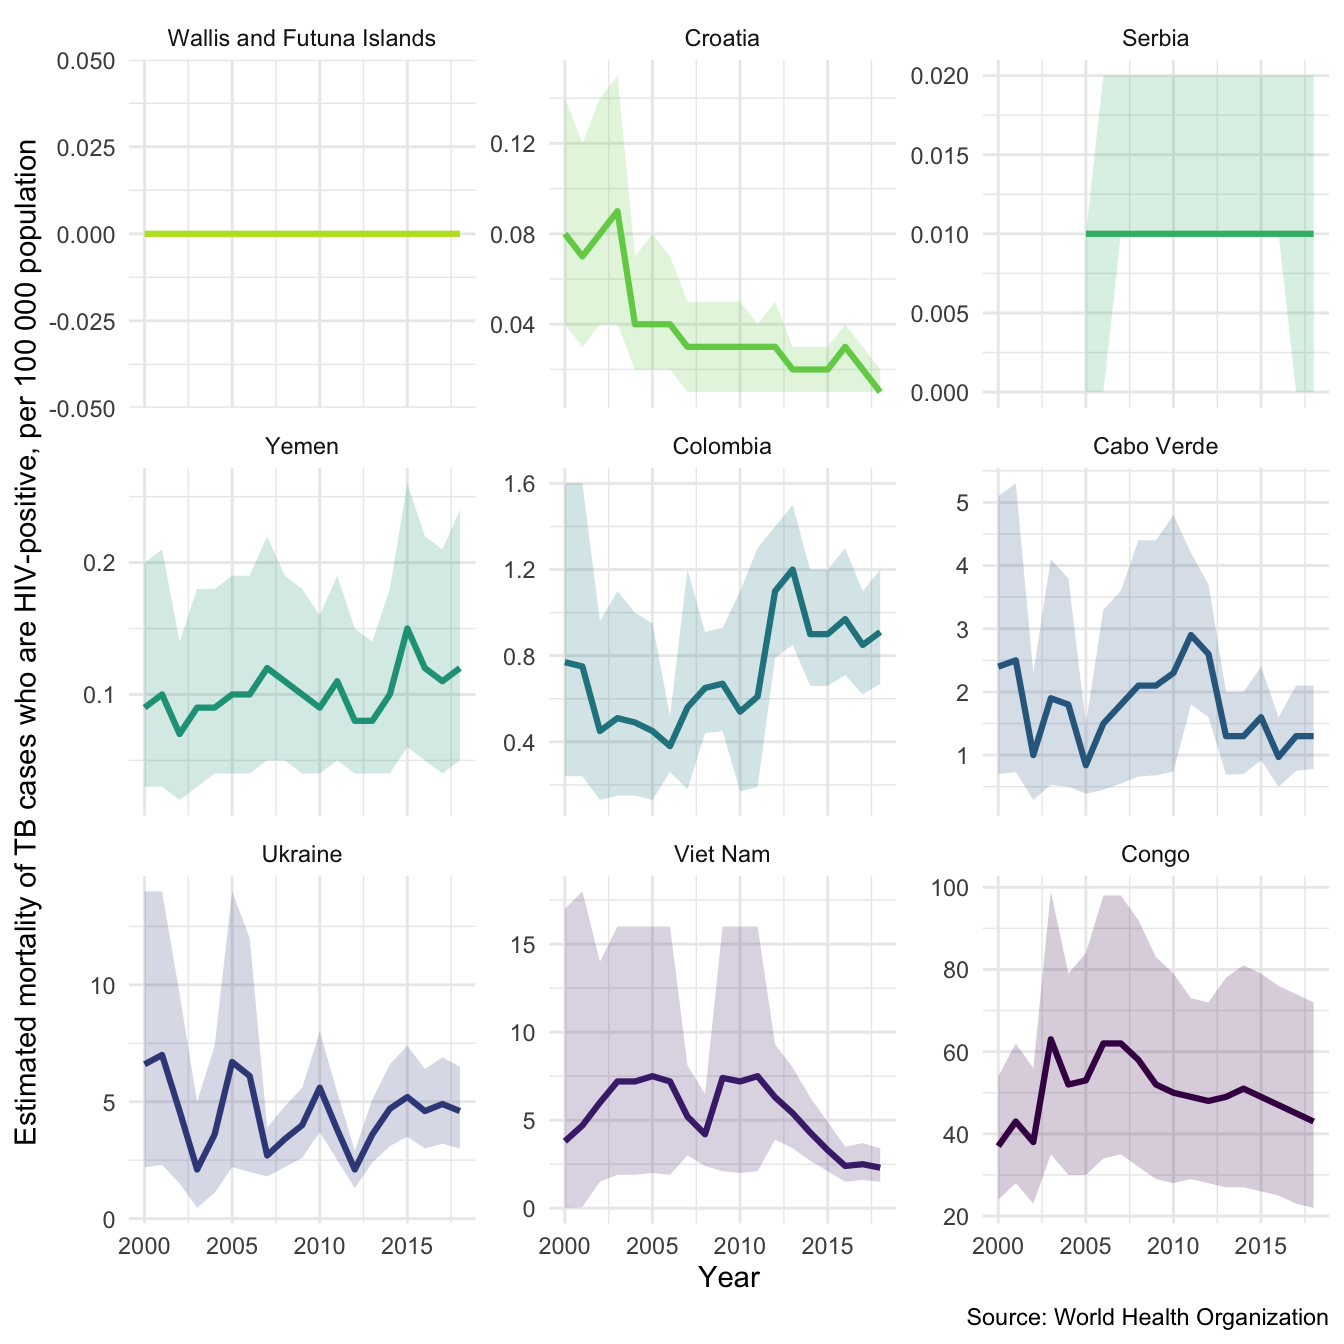 Wallis and Futuna Islands
Croatia
Serbia
0.050
0.025
0.000
-0.025
-0.050
0.12
0.08
0.04
0.020
0.015
0.010
0.005
0.000
Yemen
Colombia
Cabo Verde
0.2
0.1
1.6
1.2
0.8
0.4
5
4
3
2
1
Ukraine
Viet Nam
Congo
10
5
0
15
10
5
0
100
80
60
40
20
2000 2005 2010 2015
2000 2005 2010 2015
2000 2005 2010 2015
Estimated mortality of TB cases who are HIV-positive, per 100 000 population
Year
Source: World Health Organization